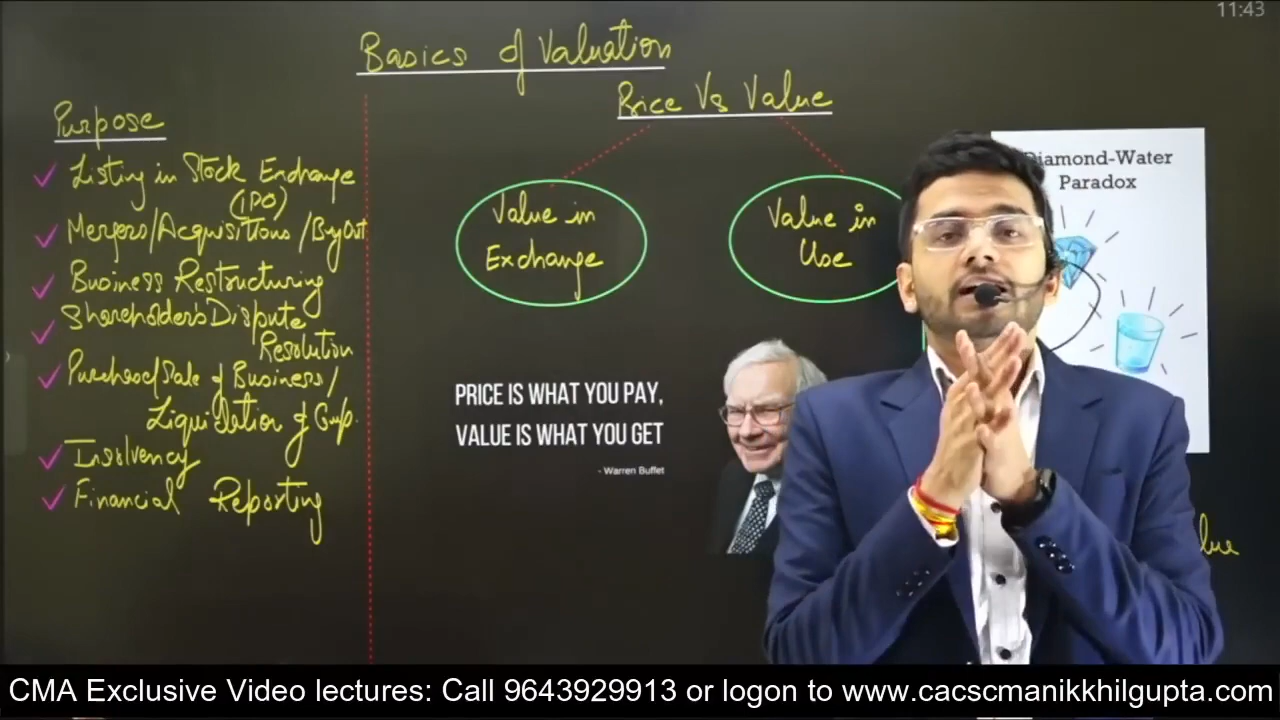 11:43
Basics of Valuation
Price Vs Value
Purpose
Listing in Stock Exchange
(IPO)
Mergers/Acquisitions/BuyOut
Business Restructuring
Shareholders Dispute
Resolution
Purchase/Sale of Business/
Liquidation of Comp.
Insolvency
Financial Reporting
Value in
Exchange
Value in
Use
PRICE IS WHAT YOU PAY,
VALUE IS WHAT YOU GET
- Warren Buffet
Diamond-Water
Paradox
CMA Exclusive Video lectures: Call 9643929913 or logon to www.cacscmanikkhilgupta.com